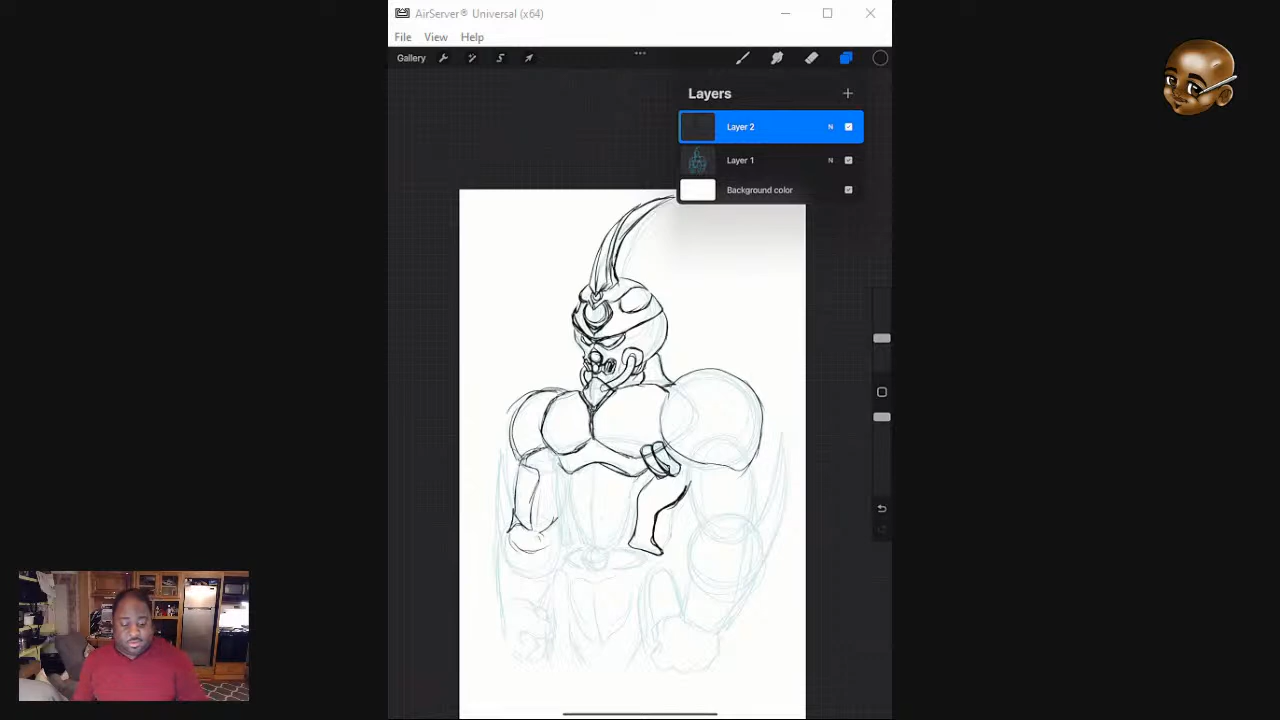 AirServer® Universal (x64)
File View Help
Gallery
Layers
Layer 2 N
Layer 1 N
Background color